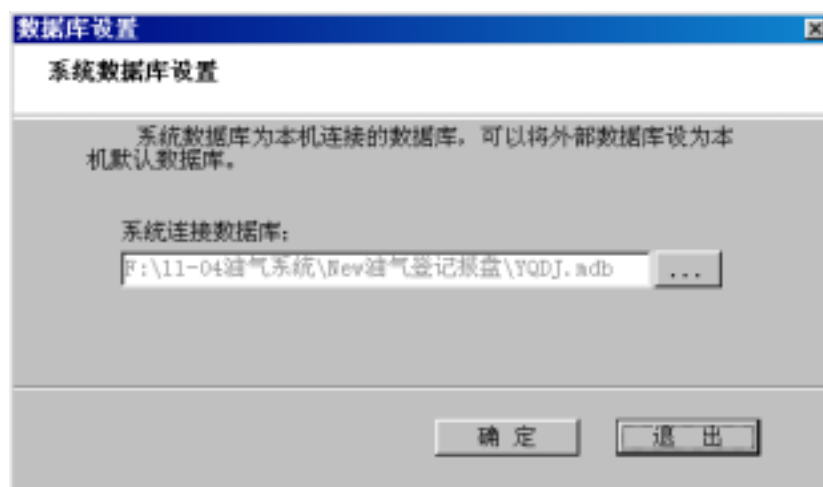 数据库设置
系统数据库设置
系统数据库为本机连接的数据库，可以将外部数据库设为本
机默认数据库。
系统连接数据库：
F:\11-04油气系统\New油气登记报盘\YQDJ.mdb
...
确 定
退 出